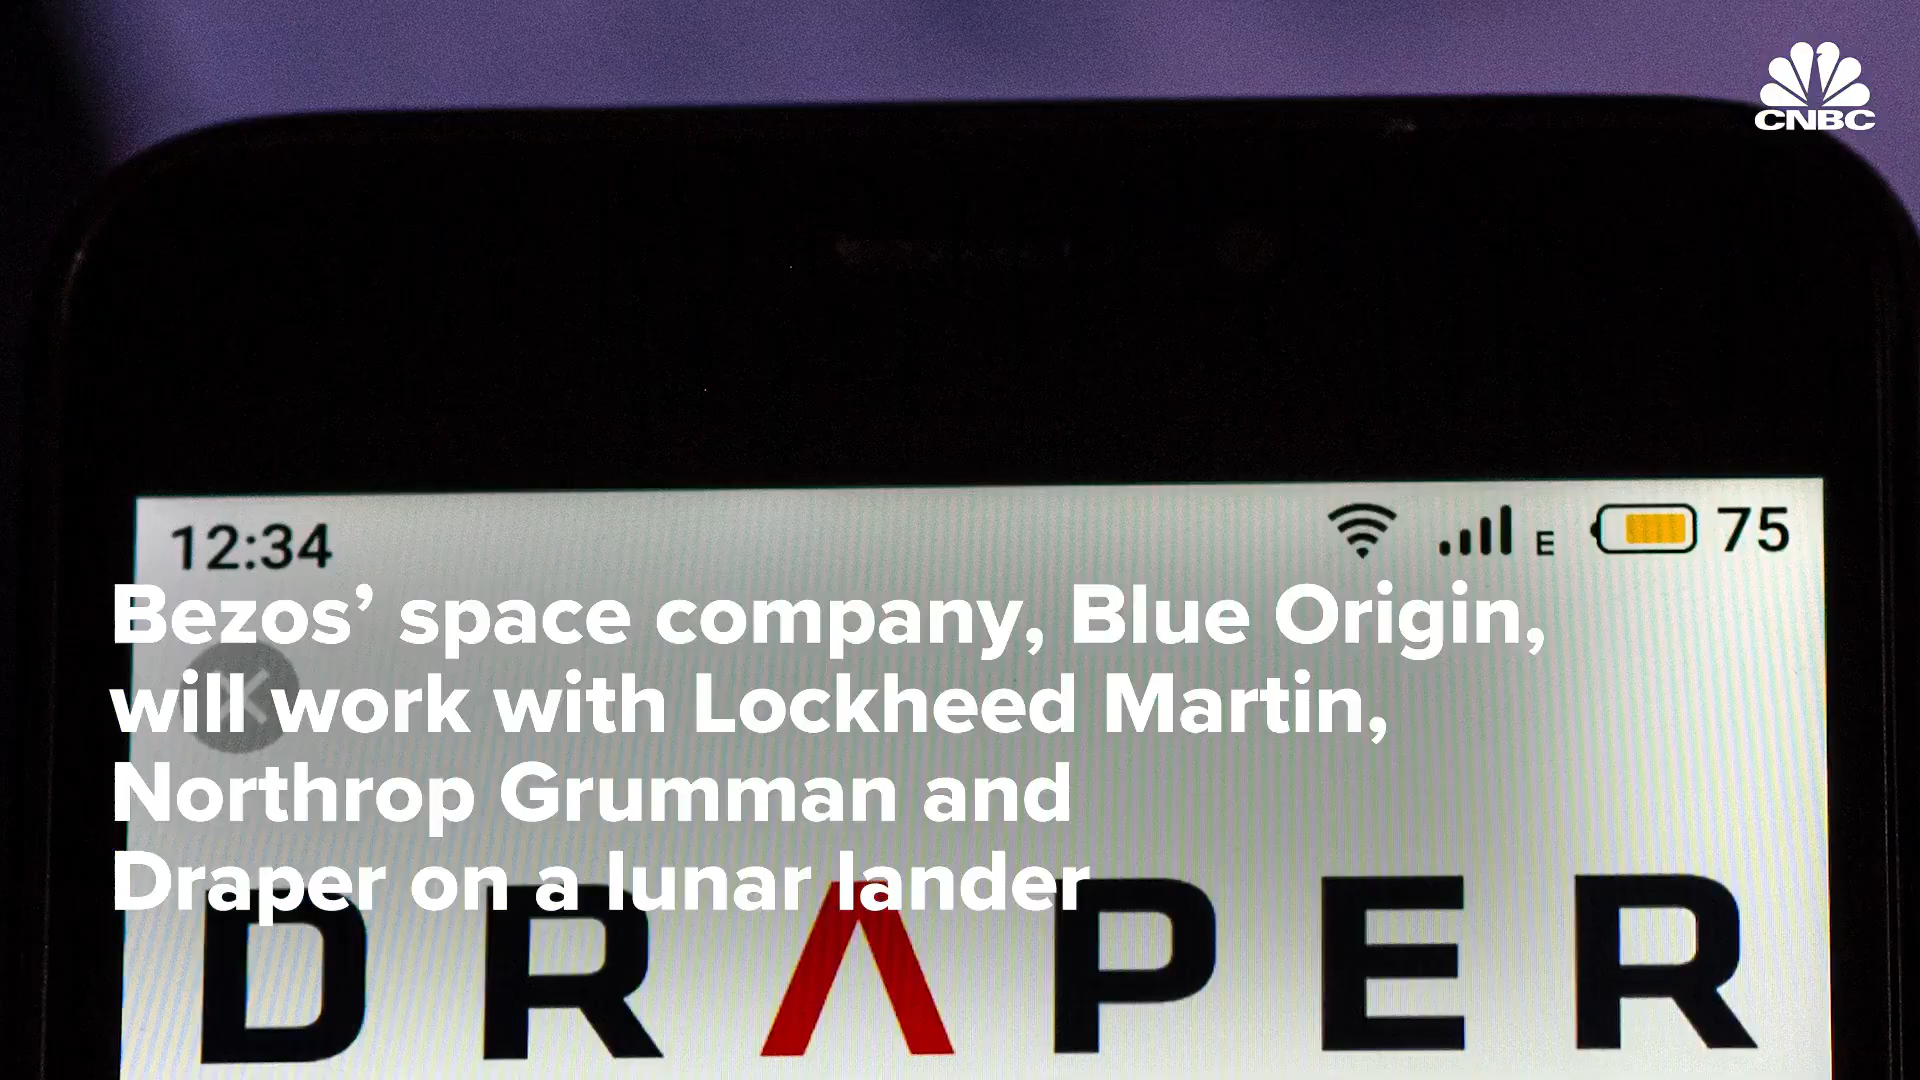 CNBC
12:34 E 75
Bezos’ space company, Blue Origin,
will work with Lockheed Martin,
Northrop Grumman and
Draper on a lunar lander
DRAPER